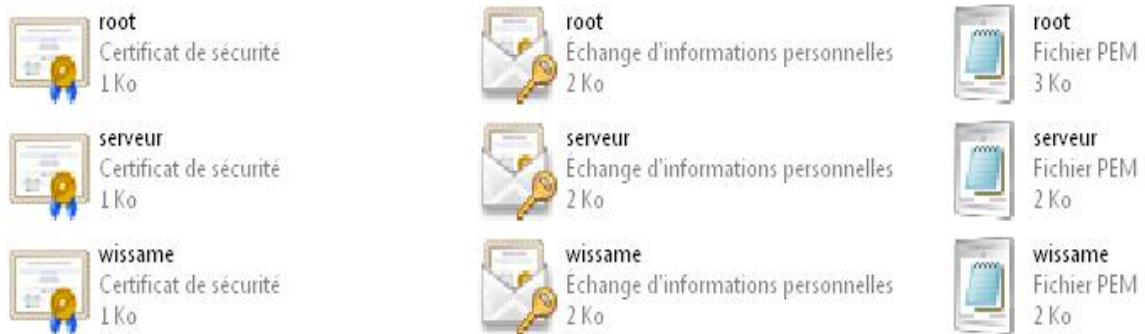 root
Certificat de sécurité
1 Ko
root
Échange d'informations personnelles
2 Ko
root
Fichier PEM
3 Ko
serveur
Certificat de sécurité
1 Ko
serveur
Échange d'informations personnelles
2 Ko
serveur
Fichier PEM
2 Ko
wissame
Certificat de sécurité
1 Ko
wissame
Échange d'informations personnelles
2 Ko
wissame
Fichier PEM
2 Ko